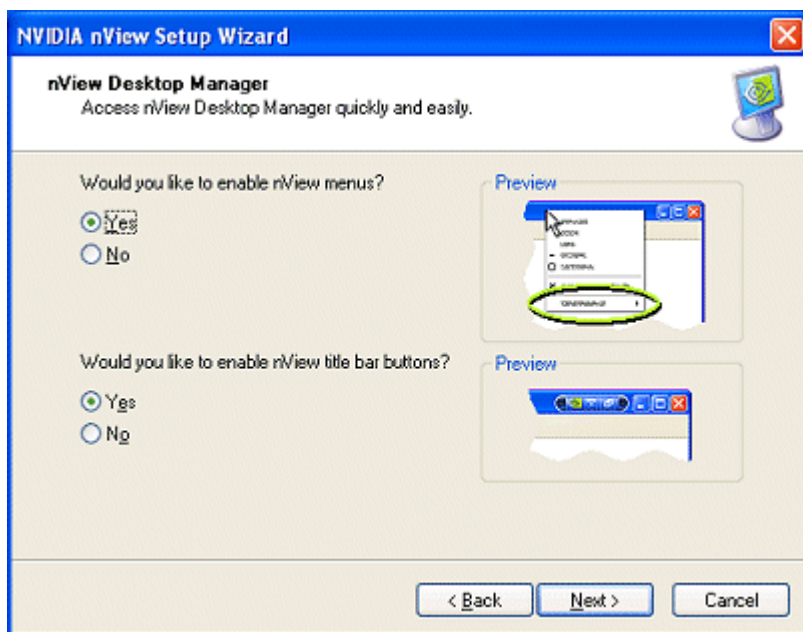 NVIDIA nView Setup Wizard
nView Desktop Manager
Access nView Desktop Manager quickly and easily.
Would you like to enable nView menus?
Yes
No
Preview
Would you like to enable nView title bar buttons?
Yes
No
Preview
< Back
Next >
Cancel